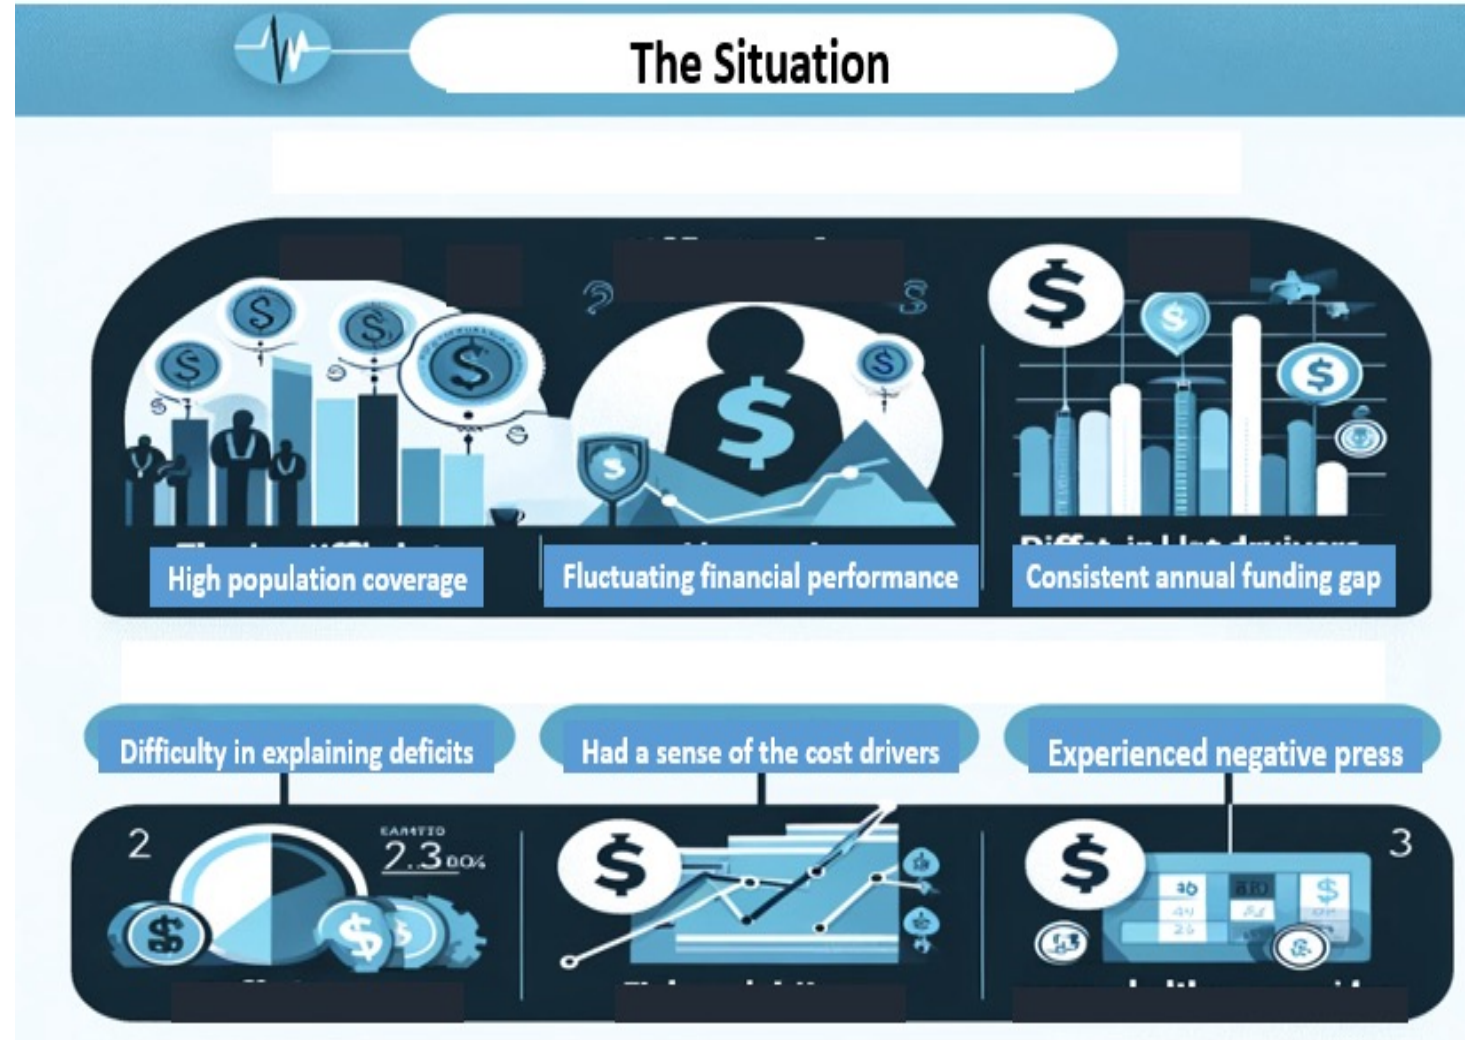 The Situation
High population coverage
Fluctuating financial performance
Consistent annual funding gap
Difficulty in explaining deficits
Had a sense of the cost drivers
Experienced negative press
2
3